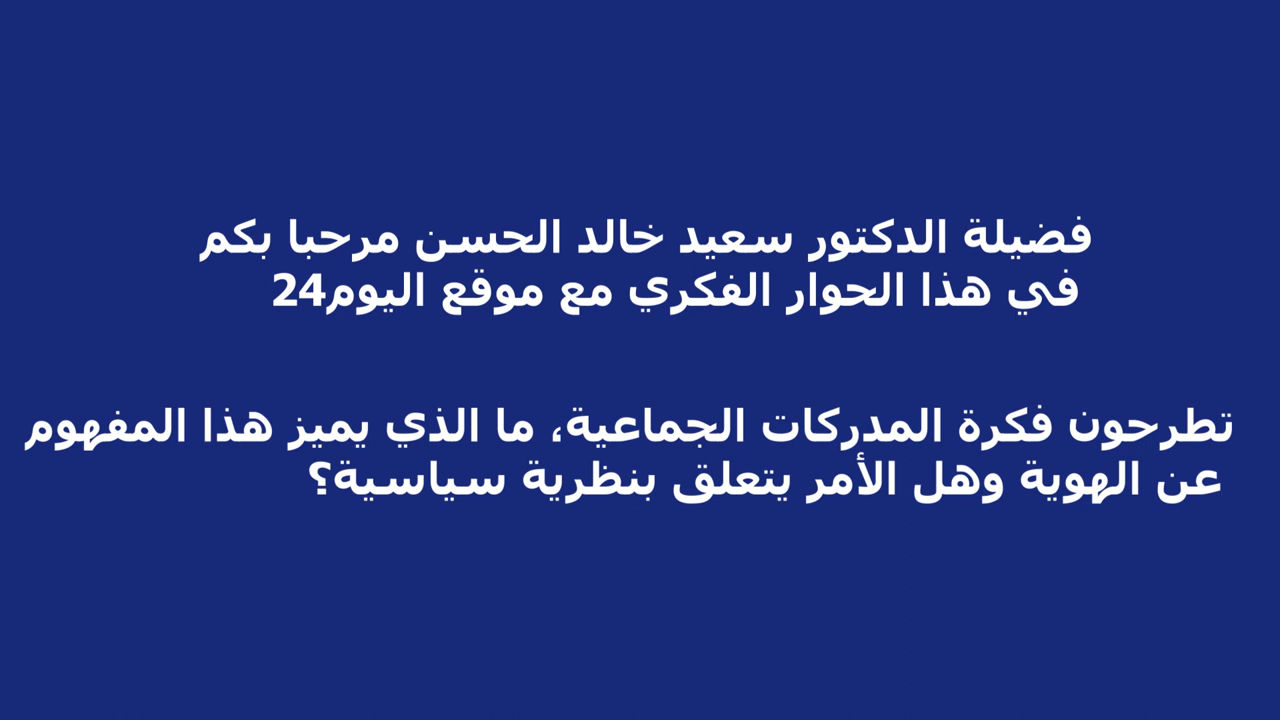 فضيلة الدكتور سعيد خالد الحسن مرحبا بكم
في هذا الحوار الفكري مع موقع اليوم24
تطرحون فكرة المدركات الجماعية، ما الذي يميز هذا المفهوم
عن الهوية وهل الأمر يتعلق بنظرية سياسية؟